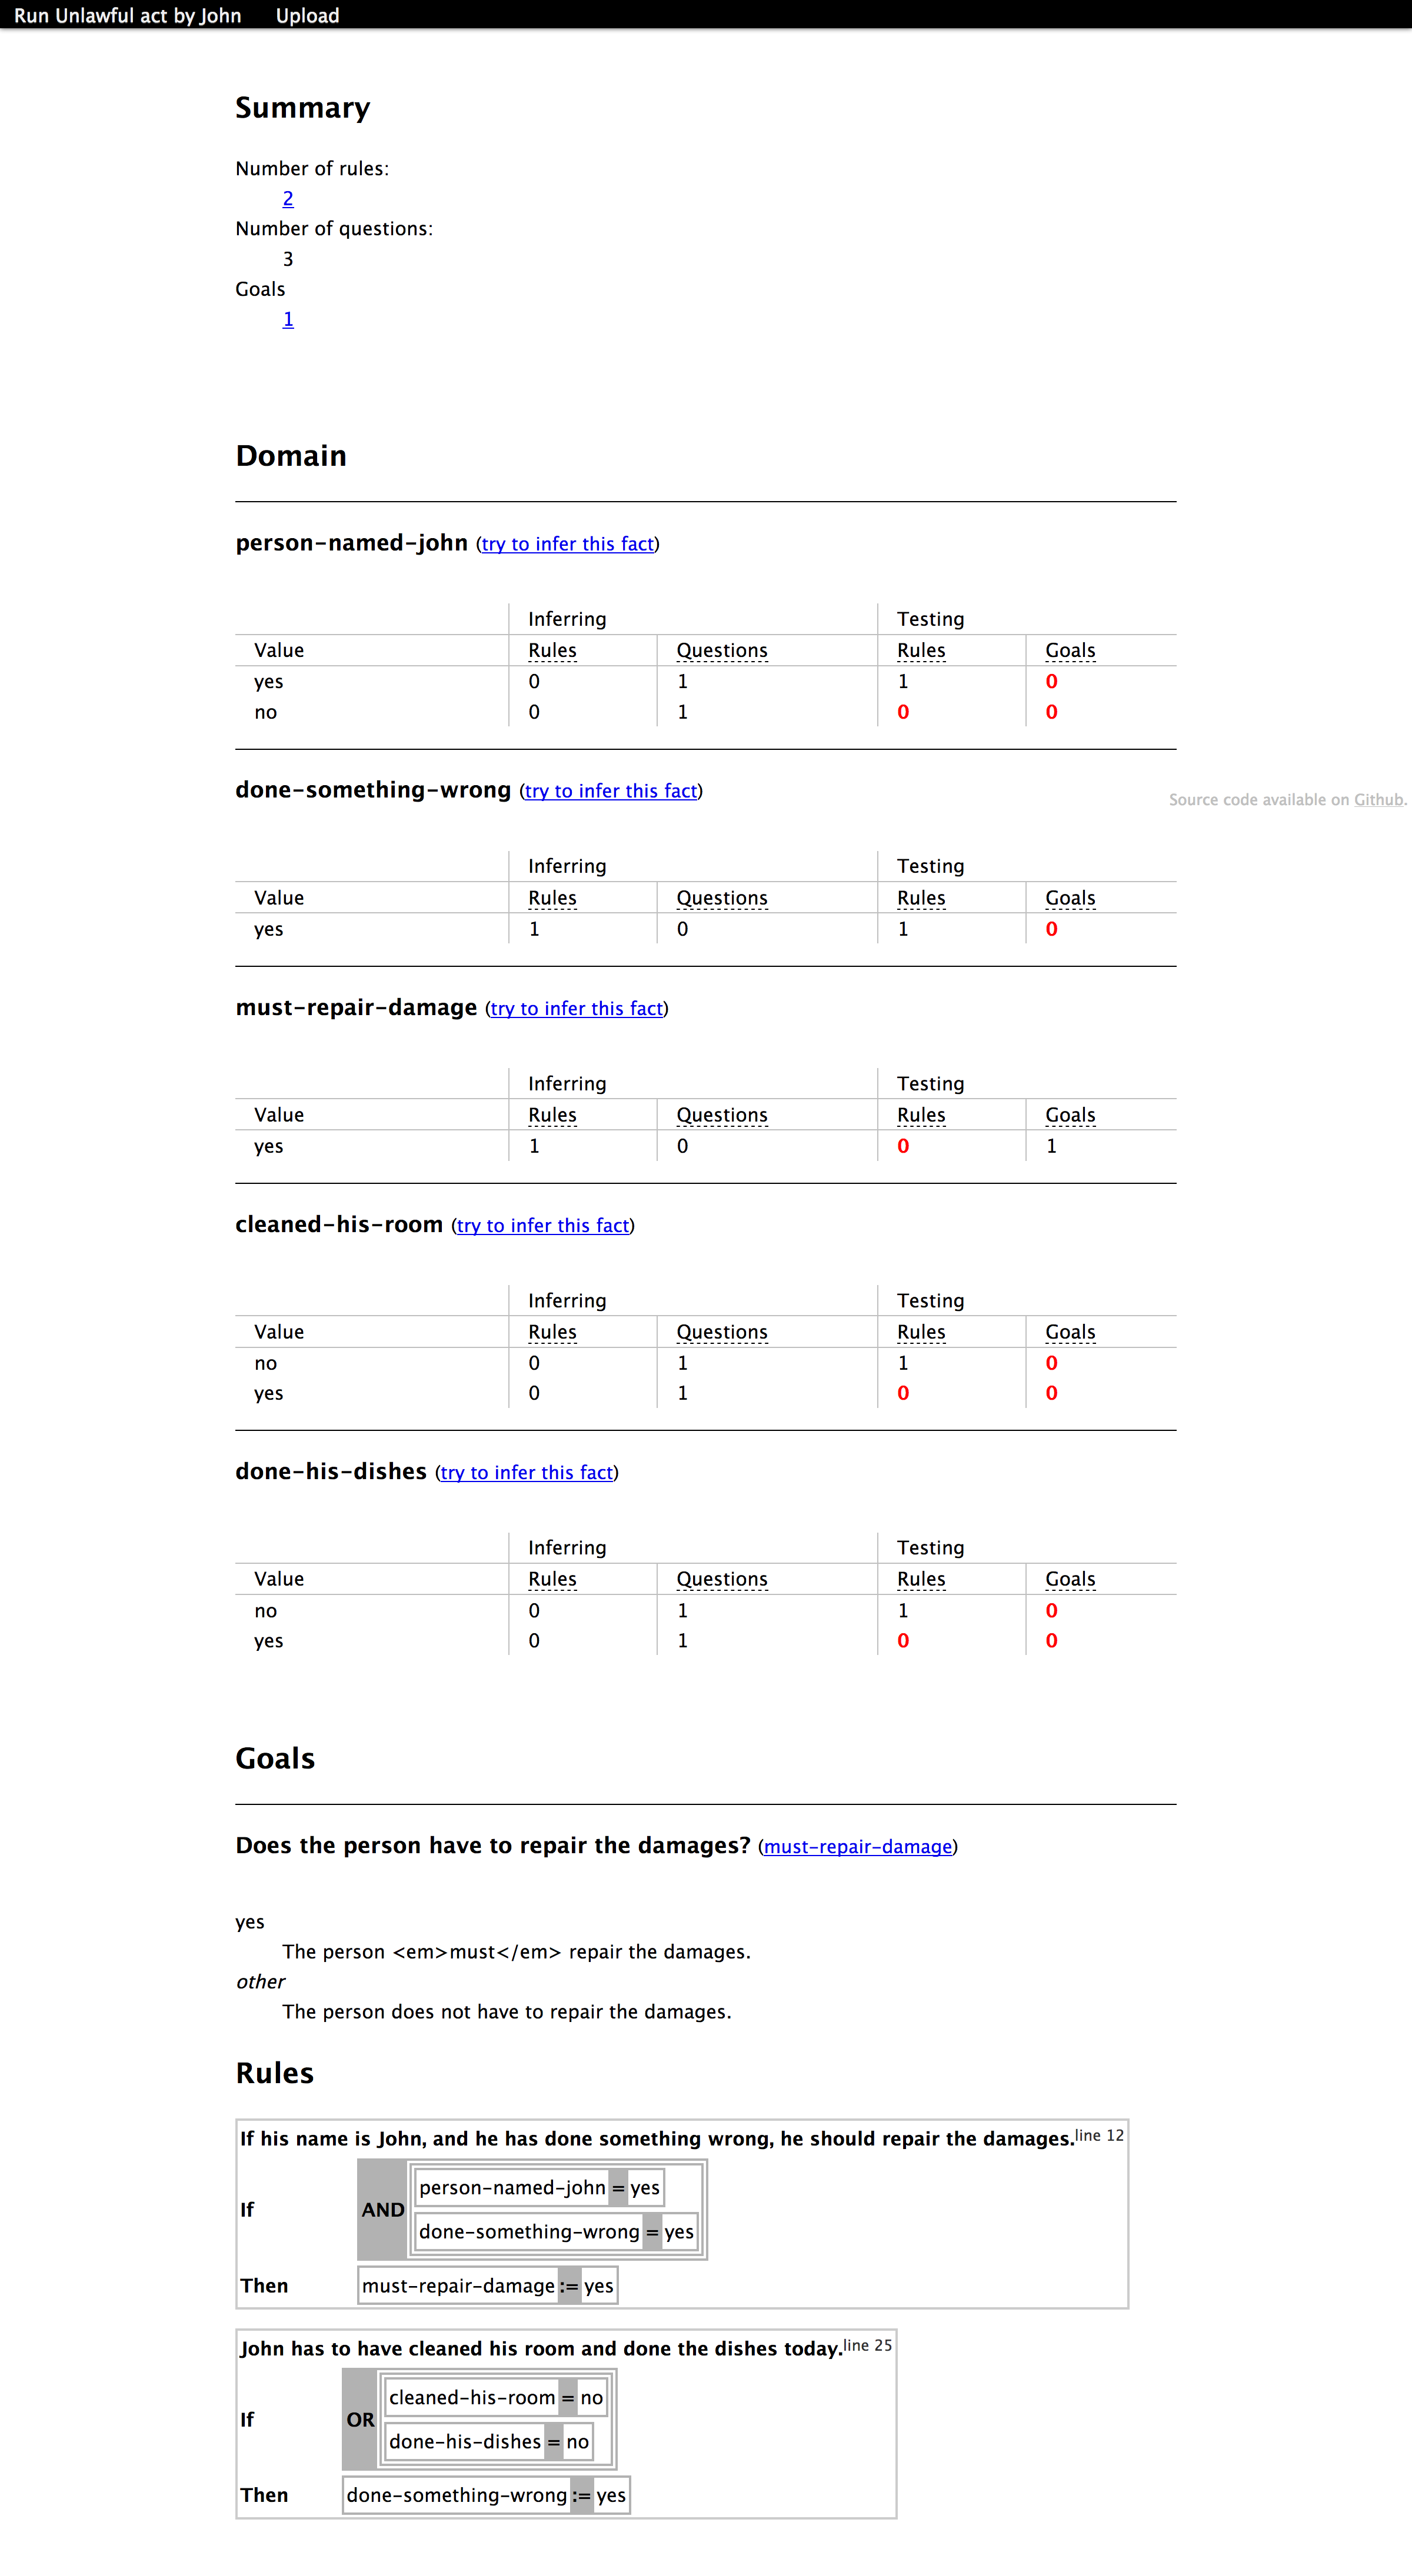 Run Unlawful act by John Upload
Summary
Number of rules:
2
Number of questions:
3
Goals
1
Domain
person-named-john (try to infer this fact)
Inferring Testing
Value Rules Questions Rules Goals
yes 0 1 1 0
no 0 1 0 0
done-something-wrong (try to infer this fact)
Source code available on Github.
Inferring Testing
Value Rules Questions Rules Goals
yes 1 0 1 0
must-repair-damage (try to infer this fact)
Inferring Testing
Value Rules Questions Rules Goals
yes 1 0 0 1
cleaned-his-room (try to infer this fact)
Inferring Testing
Value Rules Questions Rules Goals
no 0 1 1 0
yes 0 1 0 0
done-his-dishes (try to infer this fact)
Inferring Testing
Value Rules Questions Rules Goals
no 0 1 1 0
yes 0 1 0 0
Goals
Does the person have to repair the damages? (must-repair-damage)
yes
The person <em>must</em> repair the damages.
other
The person does not have to repair the damages.
Rules
If his name is John, and he has done something wrong, he should repair the damages.line 12
person-named-john = yes
If AND
done-something-wrong = yes
Then must-repair-damage := yes
John has to have cleaned his room and done the dishes today.line 25
cleaned-his-room = no
If OR
done-his-dishes = no
Then done-something-wrong := yes